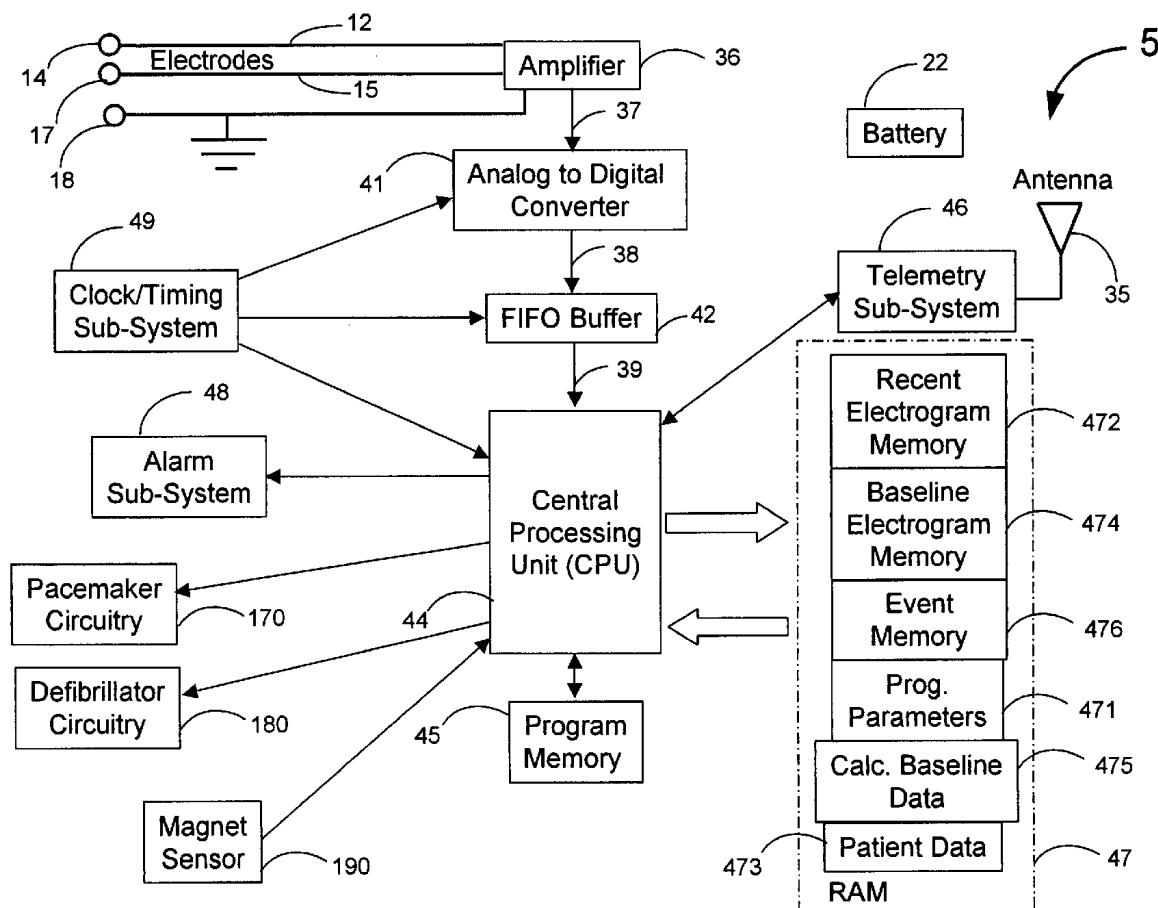 12
14
Electrodes
17
15
18
Amplifier
36
37
5
22
Battery
41
Analog to Digital
Converter
Antenna
46
35
Telemetry
Sub-System
49
Clock/Timing
Sub-System
38
FIFO Buffer
42
39
48
Alarm
Sub-System
Central
Processing
Unit (CPU)
44
Pacemaker
Circuitry
170
Defibrillator
Circuitry
180
45
Program
Memory
Magnet
Sensor
190
Recent
Electrogram
Memory
472
Baseline
Electrogram
Memory
474
Event
Memory
476
Prog.
Parameters
471
Calc. Baseline
Data
475
473
Patient Data
47
RAM